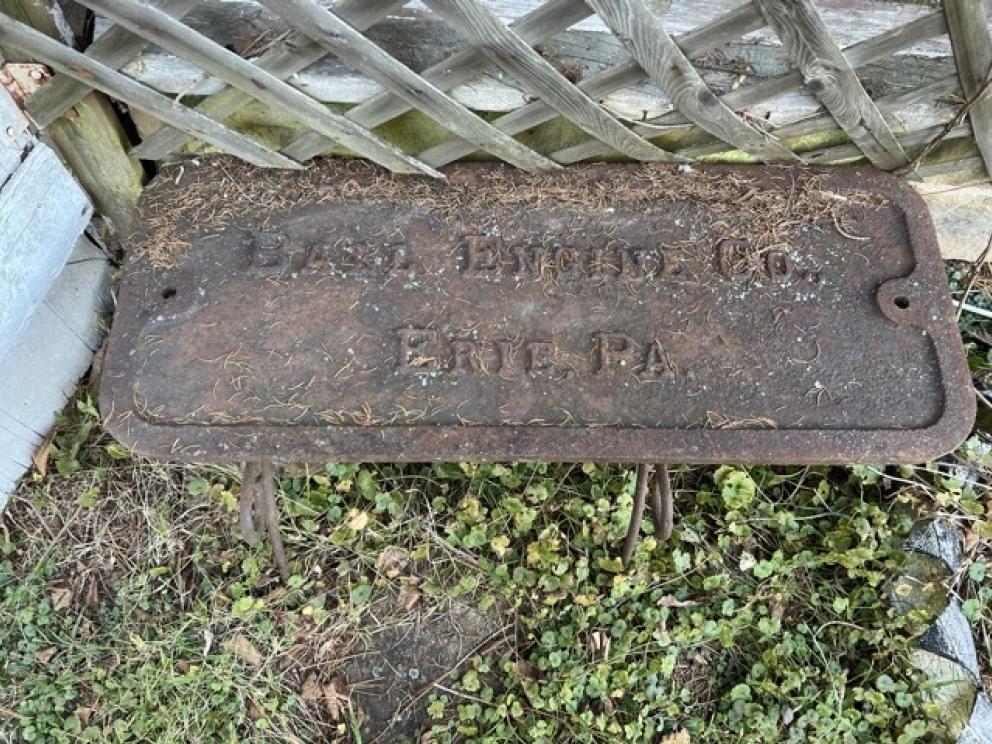 BALL ENGINE CO.,
ERIE, PA.